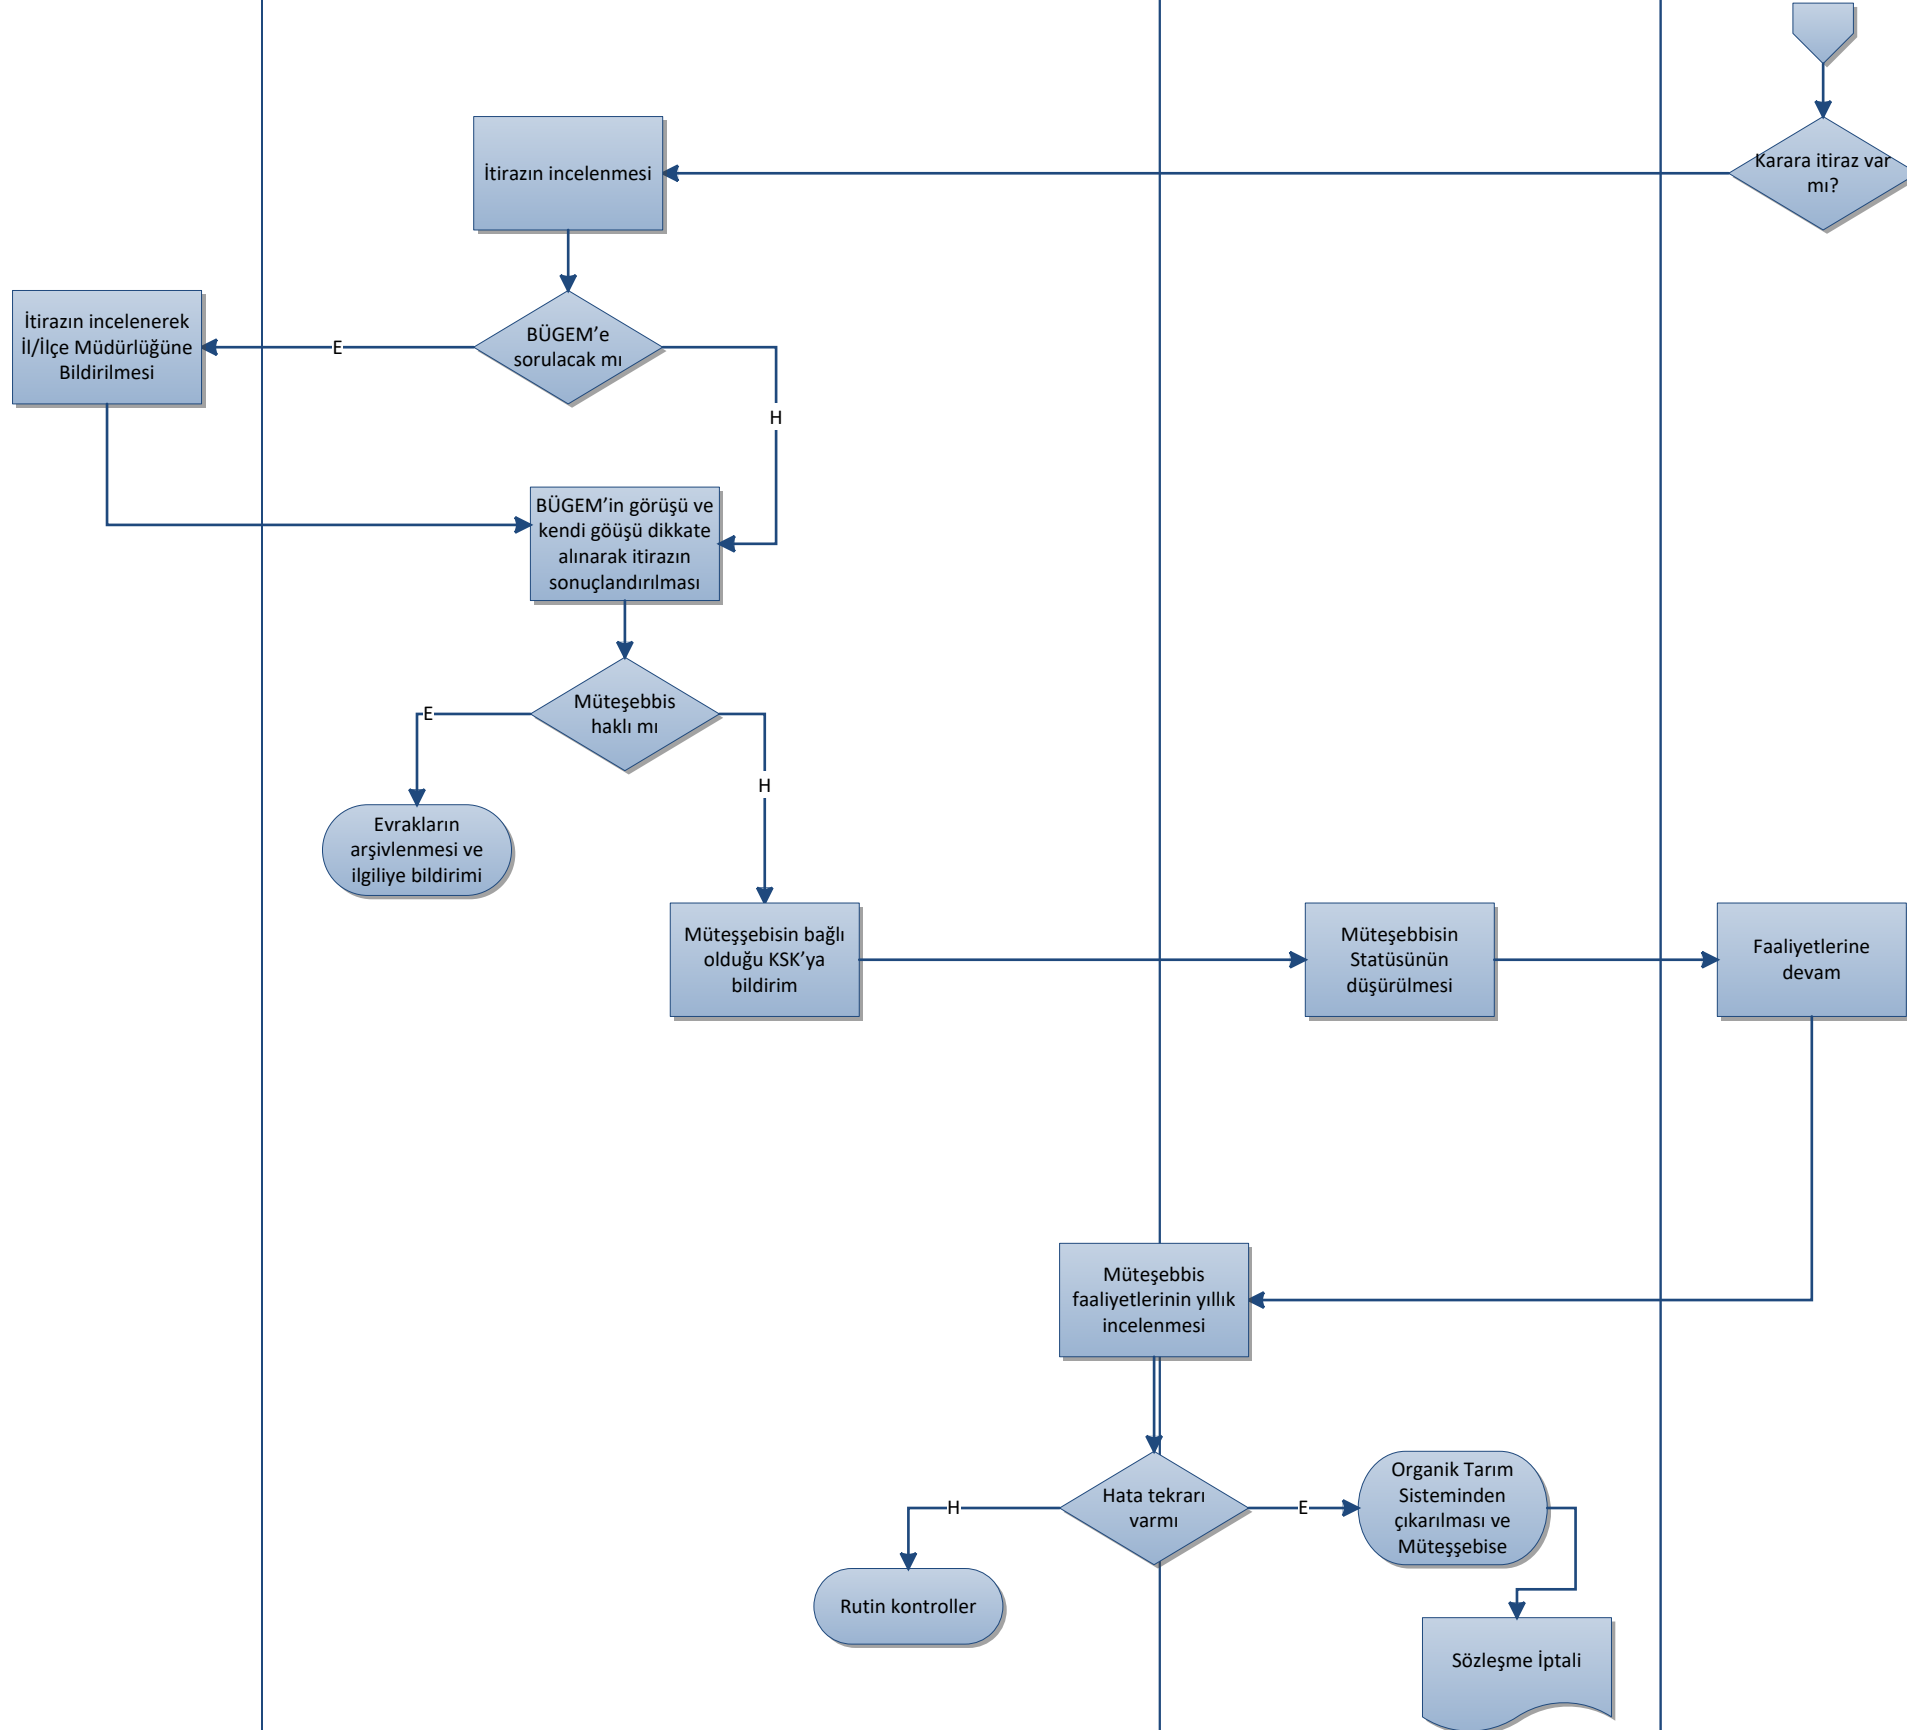 Karara itiraz var
mı?
İtirazın incelenmesi
BÜGEM’e
sorulacak mı
E
H
İtirazın incelenerek
İl/İlçe Müdürlüğüne
Bildirilmesi
BÜGEM’in görüşü ve
kendi göüşü dikkate
alınarak itirazın
sonuçlandırılması
Müteşebbis
haklı mı
E
H
Evrakların
arşivlenmesi ve
ilgiliye bildirimi
Müteşşebisin bağlı
olduğu KSK’ya
bildirim
Müteşebbisin
Statüsünün
düşürülmesi
Faaliyetlerine
devam
Müteşebbis
faaliyetlerinin yıllık
incelenmesi
Hata tekrarı
varmı
H
E
Organik Tarım
Sisteminden
çıkarılması ve
Müteşşebise
Rutin kontroller
Sözleşme İptali